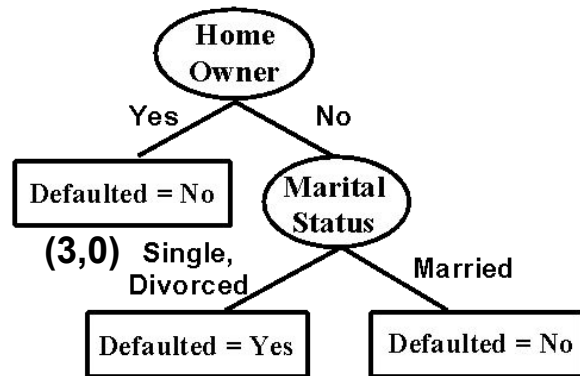 Home
Owner
Yes
No
Defaulted = No
Marital
Status
(3,0)
Single,
Divorced
Married
Defaulted = Yes
Defaulted = No